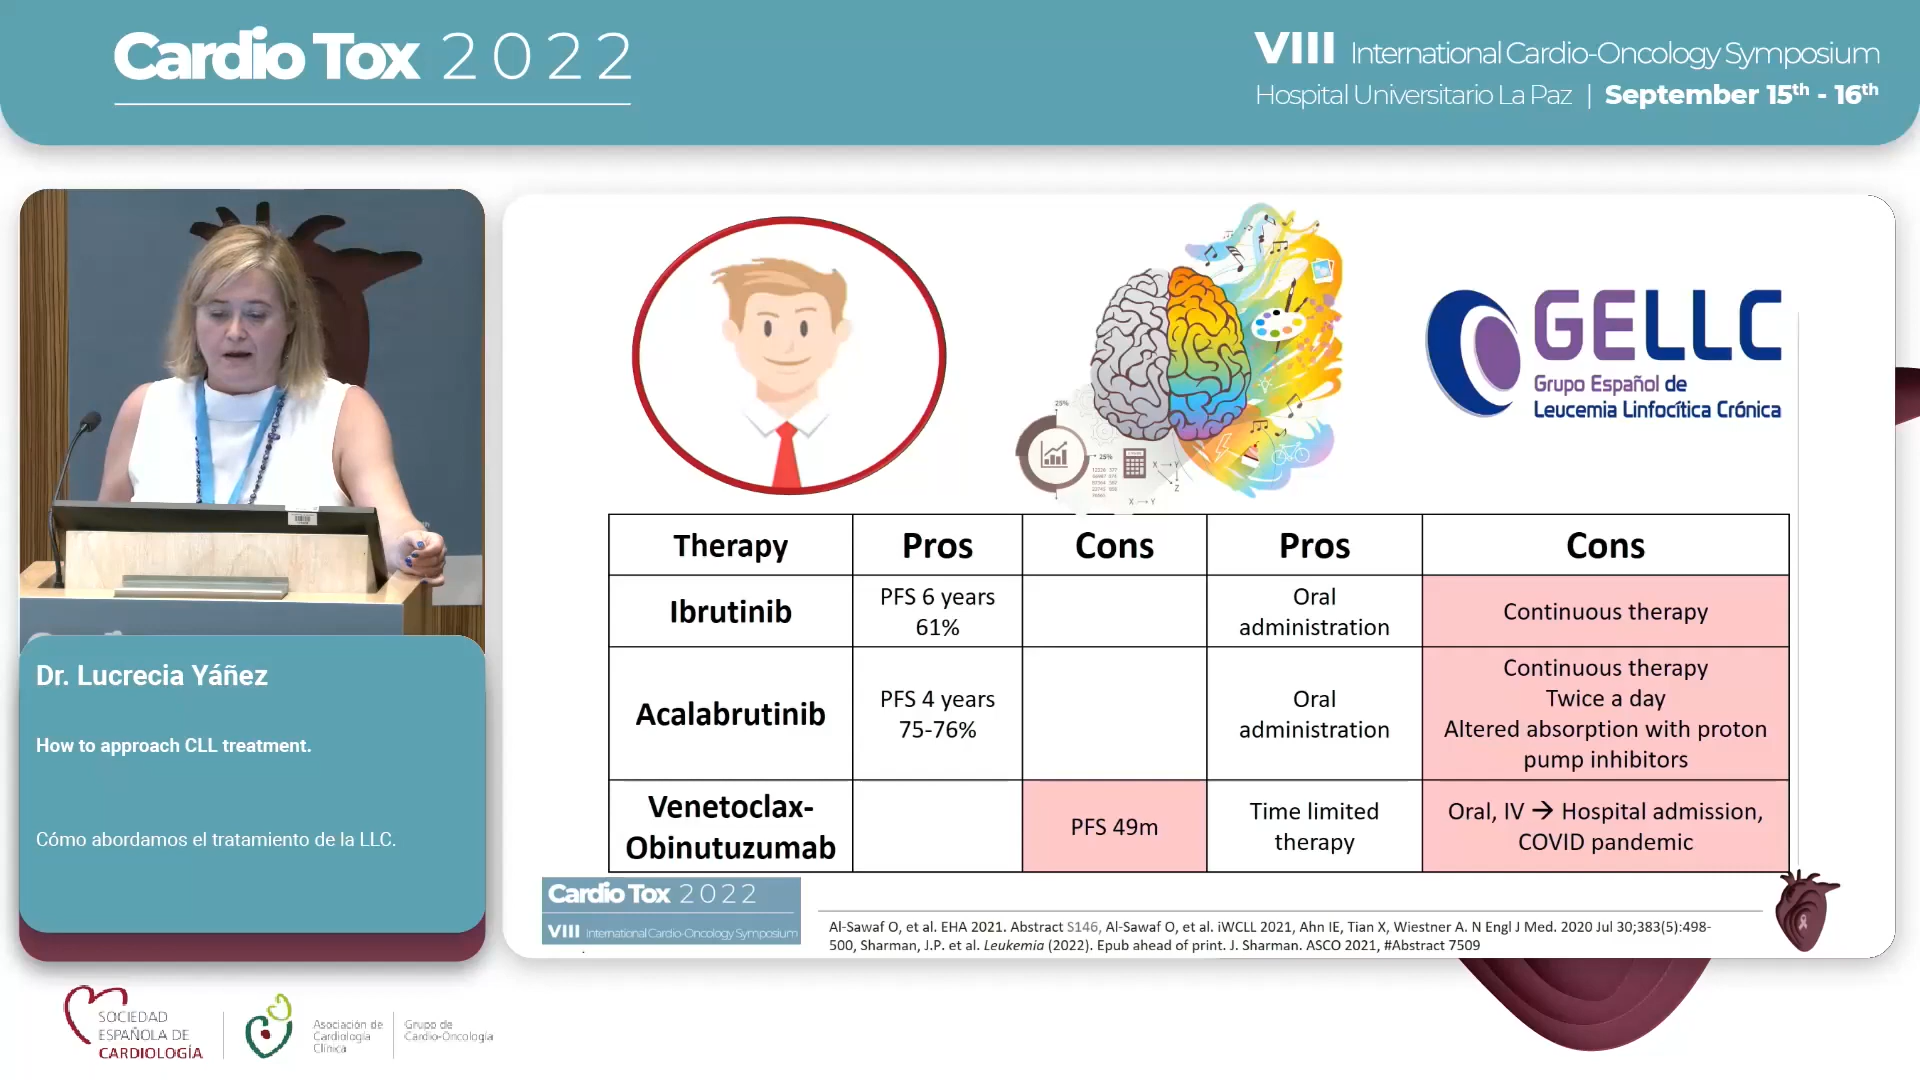 Cardio Tox 2022
VIII International Cardio-Oncology Symposium
Hospital Universitario La Paz | September 15th - 16th
Dr. Lucrecia Yáñez
How to approach CLL treatment.
Cómo abordamos el tratamiento de la LLC.
25%
25%
X → Y
Z
X → Y
GELLC
Grupo Español de
Leucemia Linfocítica Crónica
Therapy Pros Cons Pros Cons
Ibrutinib
PFS 6 years
61%
Oral
administration
Continuous therapy
Acalabrutinib
PFS 4 years
75-76%
Oral
administration
Continuous therapy
Twice a day
Altered absorption with proton
pump inhibitors
Venetoclax-
Obinutuzumab
PFS 49m
Time limited
therapy
Oral, IV → Hospital admission,
COVID pandemic
Cardio Tox 2022
VIII International Cardio-Oncology Symposium
Al-Sawaf O, et al. EHA 2021. Abstract S146, Al-Sawaf O, et al. iWCLL 2021, Ahn IE, Tian X, Wiestner A. N Engl J Med. 2020 Jul 30;383(5):498-
500, Sharman, J.P. et al. Leukemia (2022). Epub ahead of print. J. Sharman. ASCO 2021, #Abstract 7509
SOCIEDAD
ESPAÑOLA DE
CARDIOLOGÍA
Asociación de
Cardiología
Clínica
Grupo de
Cardio-Oncología